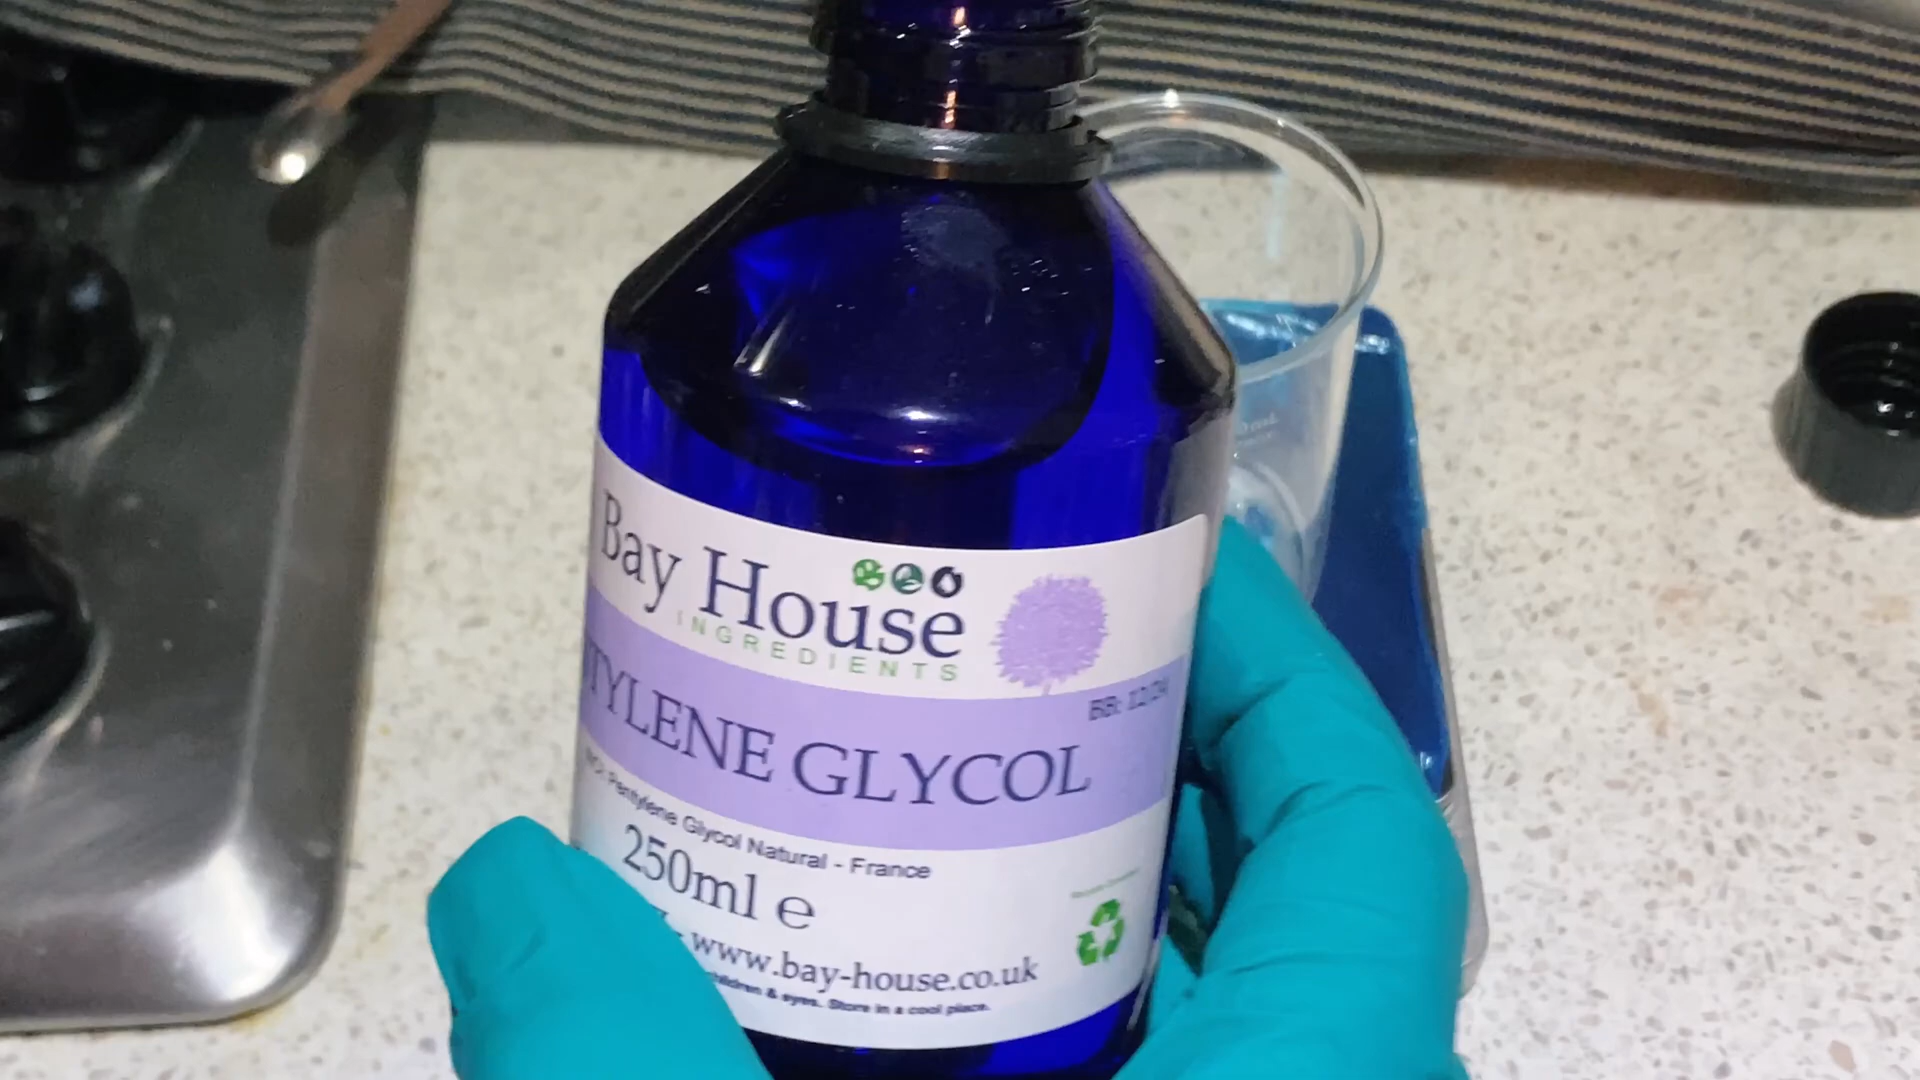 Bay House
INGREDIENTS
BB: 12/24
TYLENE GLYCOL
Pentylene Glycol Natural - France
250ml e
www.bay-house.co.uk
& eyes. Store in a cool place.